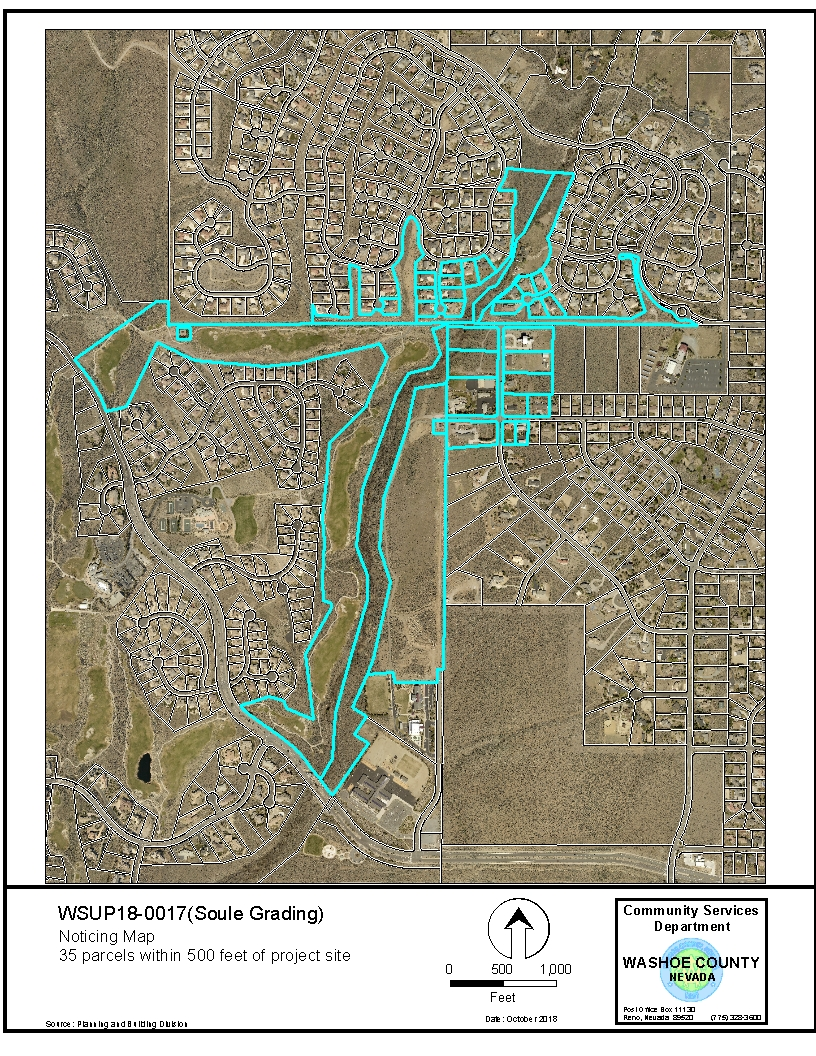 WSUP18-0017(Soule Grading)
Noticing Map
35 parcels within 500 feet of project site
Source: Planning and Building Division
0 500 1,000
Feet
Date: October 2018
Community Services
Department
WASHOE COUNTY
NEVADA
Post Office Box 11130
Reno, Nevada 89520 (775) 328-3600